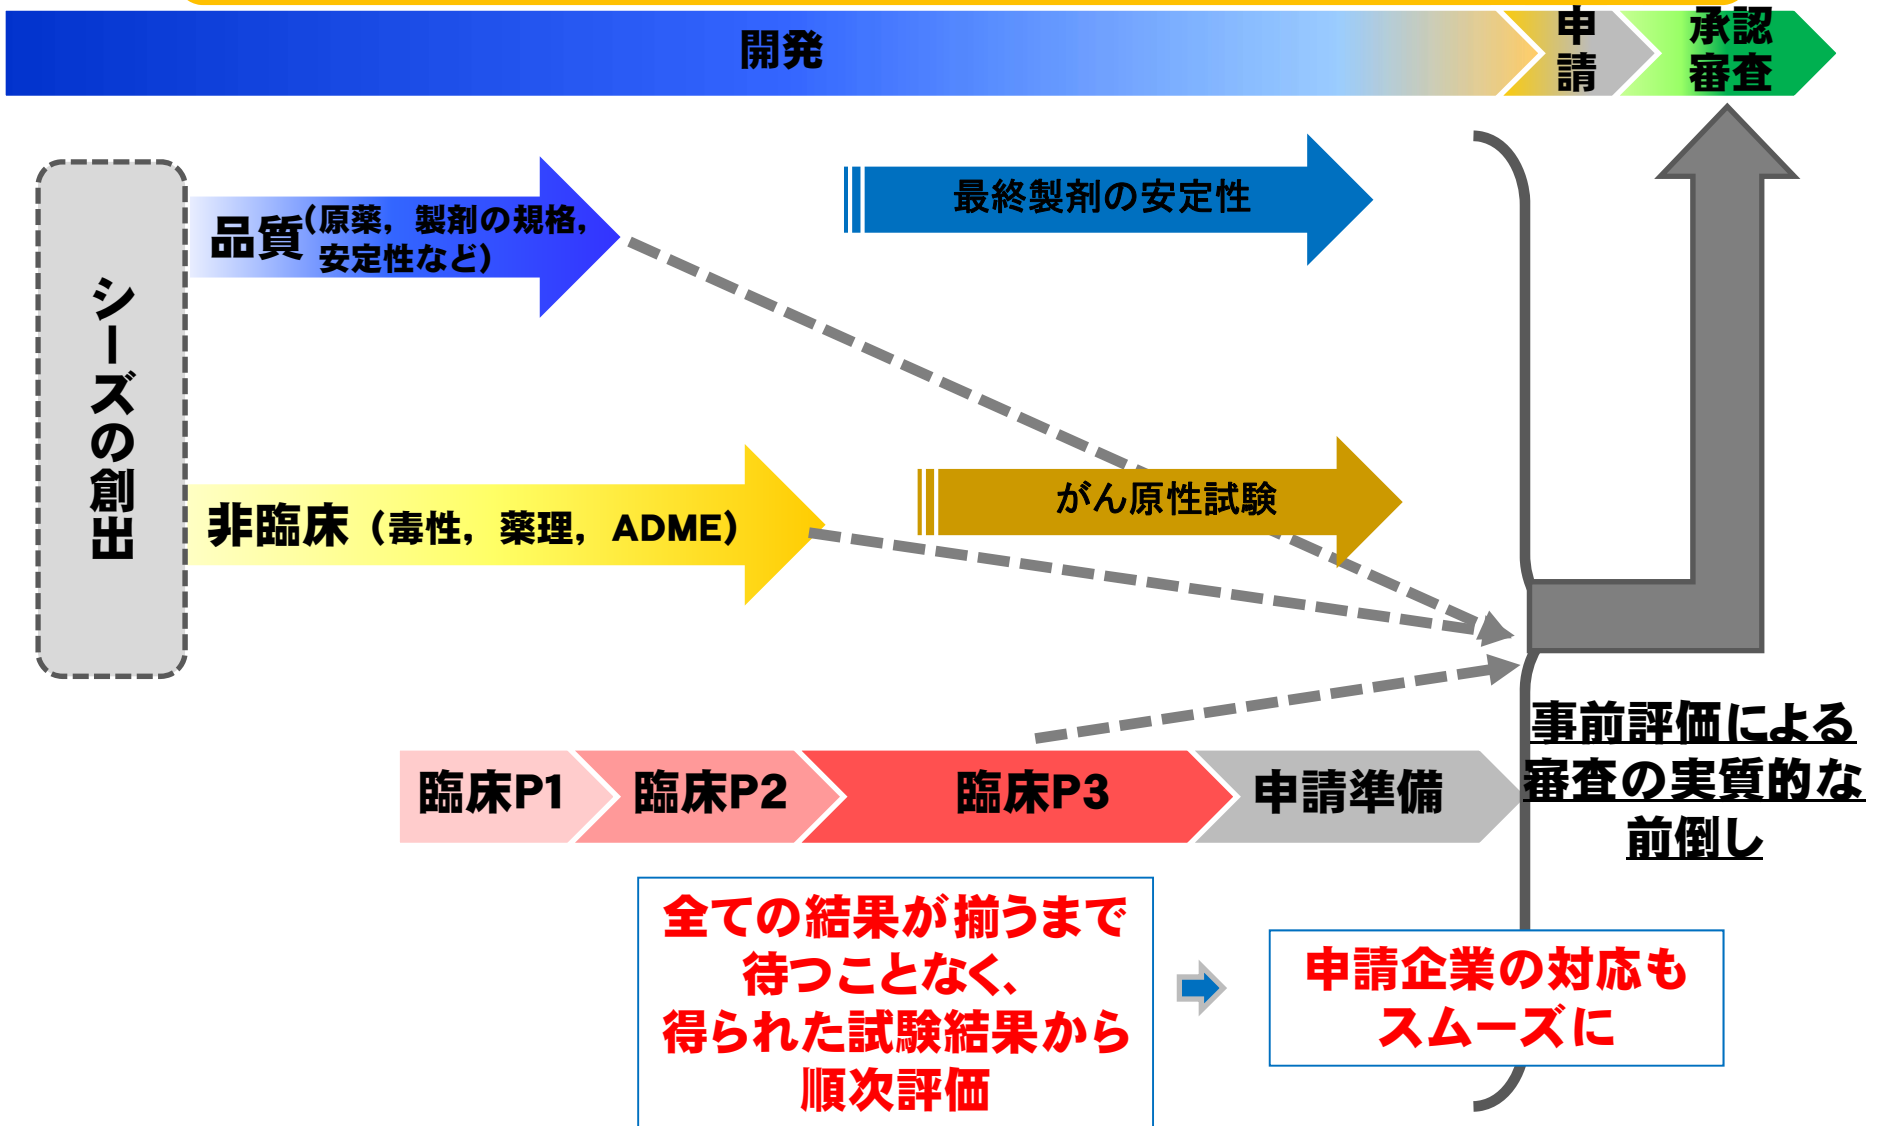 開発
申
請
承認
審査
シーズの創出
品質(原薬，製剤の規格，
安定性など)
最終製剤の安定性
非臨床（毒性，薬理，ADME）
がん原性試験
臨床P1
臨床P2
臨床P3
申請準備
事前評価による
審査の実質的な
前倒し
全ての結果が揃うまで
待つことなく、
得られた試験結果から
順次評価
申請企業の対応も
スムーズに